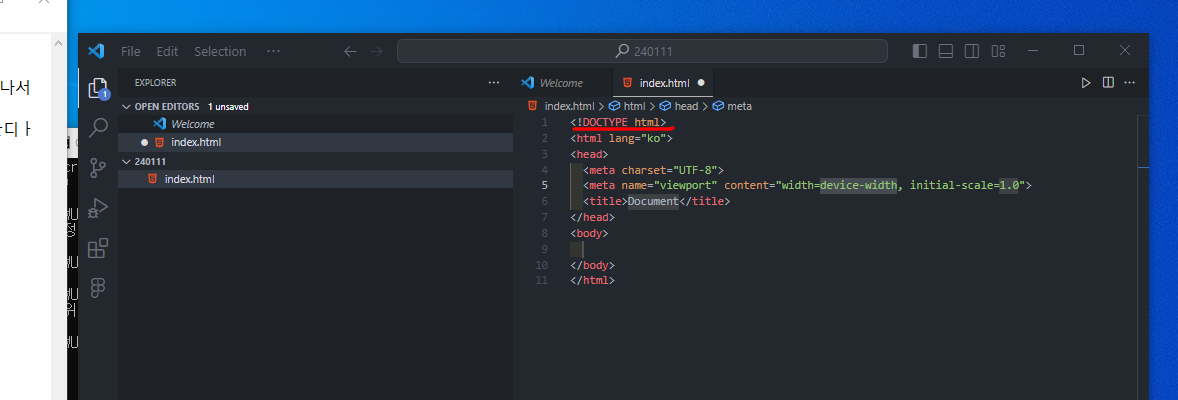 나서
File Edit Selection ···
240111
EXPLORER
OPEN EDITORS 1 unsaved
Welcome
index.html
240111
index.html
1
Welcome
index.html
index.html > html > head > meta
1 <!DOCTYPE html>
2 <html lang="ko">
3 <head>
4 <meta charset="UTF-8">
5 <meta name="viewport" content="width=device-width, initial-scale=1.0">
6 <title>Document</title>
7 </head>
8 <body>
9
10 </body>
11 </html>